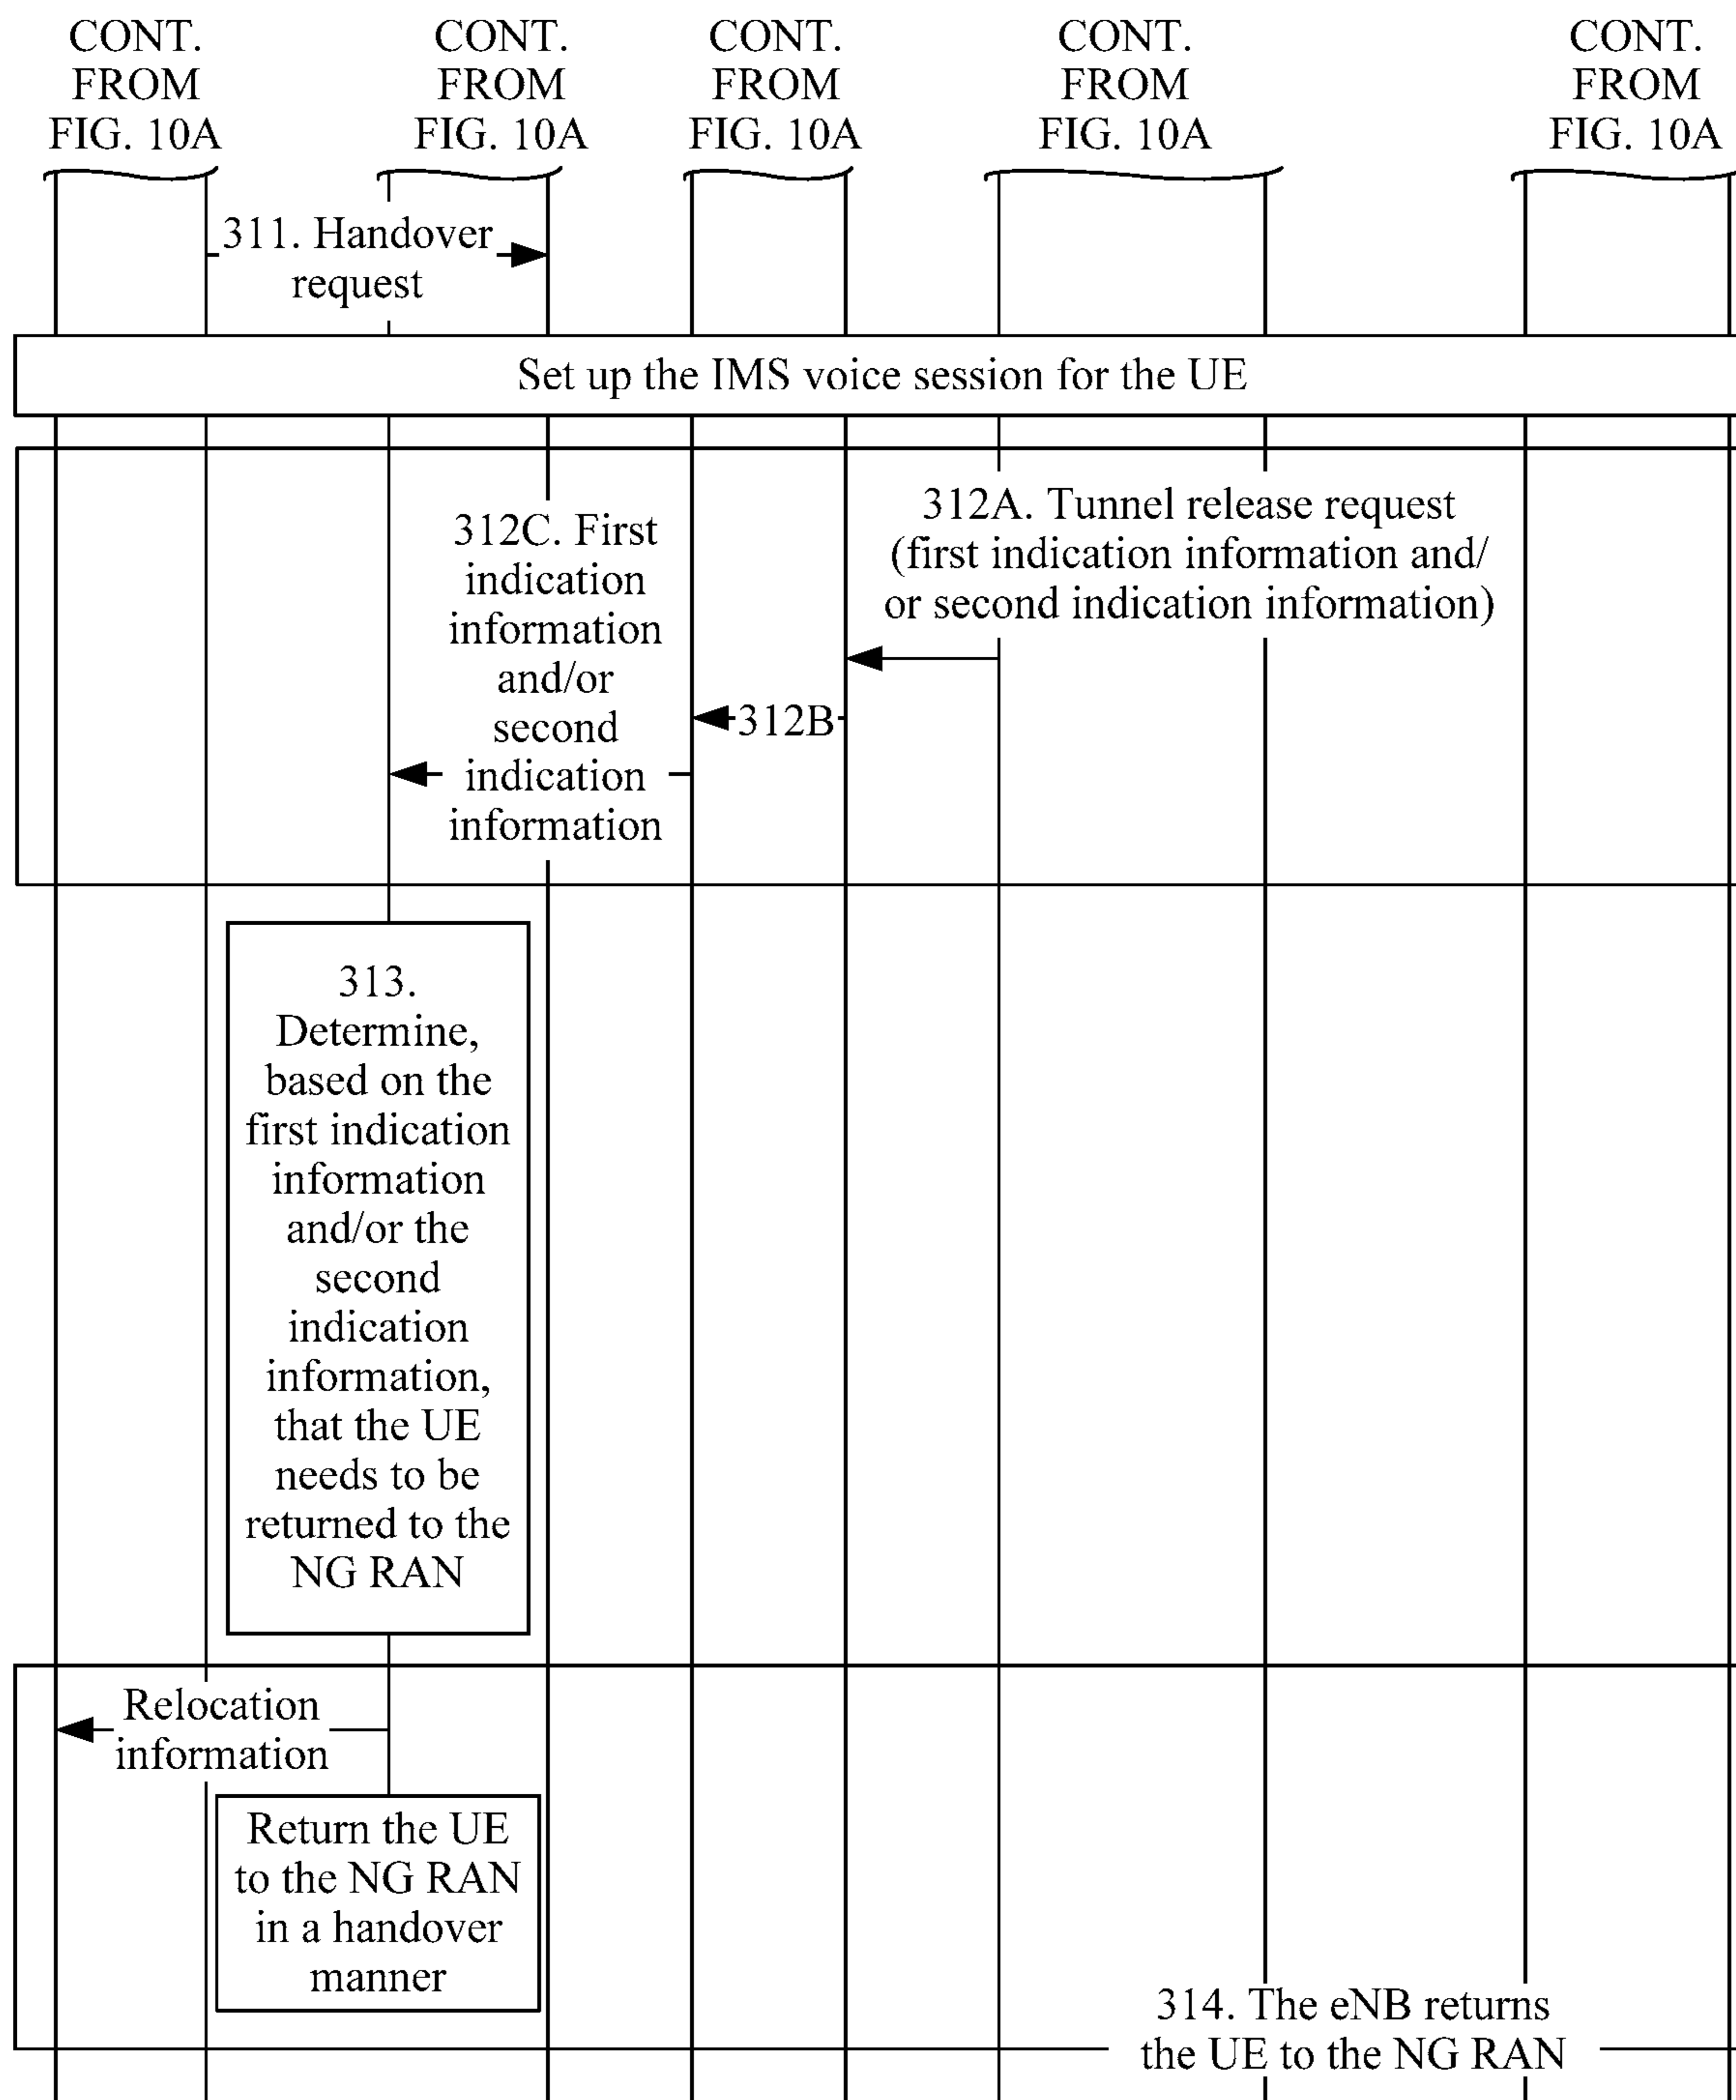 CONT.
FROM
FIG. 10A
CONT.
FROM
FIG. 10A
CONT.
FROM
FIG. 10A
CONT.
FROM
FIG. 10A
CONT.
FROM
FIG. 10A
311. Handover
request
Set up the IMS voice session for the UE
312A. Tunnel release request
(first indication information and/
or second indication information)
312B
312C. First
indication
information
and/or
second
indication
information
313.
Determine,
based on the
first indication
information
and/or the
second
indication
information,
that the UE
needs to be
returned to the
NG RAN
Relocation
information
Return the UE
to the NG RAN
in a handover
manner
314. The eNB returns
the UE to the NG RAN